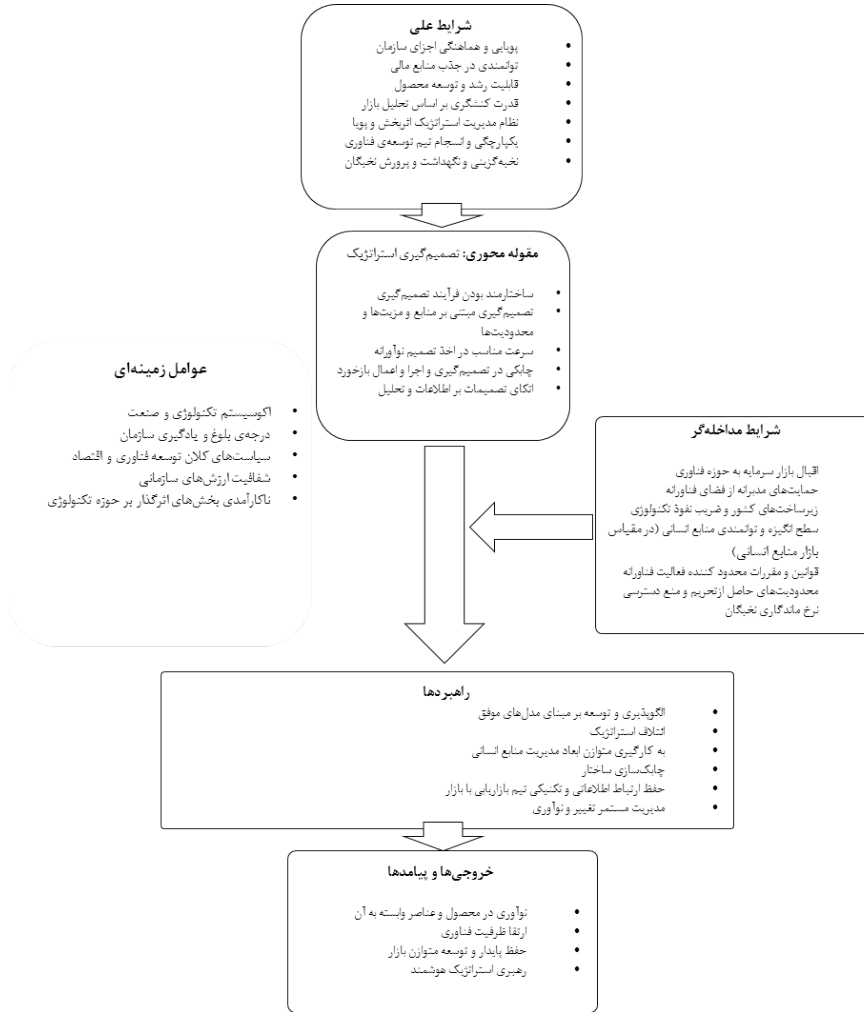 شرایط علی
• پویایی و هماهنگی اجزای سازمان
• توانمندی در جذب منابع مالی
• قابلیت رشد و توسعه محصول
• قدرت کنشگری بر اساس تحلیل بازار
• نظام مدیریت استراتژیک اثربخش و پویا
• یکپارچگی و انسجام تیم توسعه‌ی فناوری
• نخبه‌گزینی و نگهداشت و پرورش نخبگان
مقوله محوری: تصمیم‌گیری استراتژیک
• ساختارمند بودن فرآیند تصمیم‌گیری
• تصمیم‌گیری مبتنی بر منابع و مزیت‌ها و
محدودیت‌ها
• سرعت مناسب در اخذ تصمیم نوآورانه
• چابکی در تصمیم‌گیری و اجرا و اعمال بازخورد
• اتکای تصمیمات بر اطلاعات و تحلیل
عوامل زمینه‌ای
• اکوسیستم تکنولوژی و صنعت
• درجه‌ی بلوغ و یادگیری سازمان
• سیاست‌های کلان توسعه فناوری و اقتصاد
• شفافیت ارزش‌های سازمانی
• ناکارآمدی بخش‌های اثرگذار بر حوزه تکنولوژی
شرایط مداخله‌گر
اقبال بازار سرمایه به حوزه فناوری
حمایت‌های مدبرانه از فضای فناورانه
زیرساخت‌های کشور و ضریب نفوذ تکنولوژی
سطح انگیزه و توانمندی منابع انسانی (در مقیاس
بازار منابع انسانی)
قوانین و مقررات محدود کننده فعالیت فناورانه
محدودیت‌های حاصل ازتحریم و منع دسترسی
نرخ ماندگاری نخبگان
راهبردها
• الگوپذیری و توسعه بر مبنای مدل‌های موفق
• ائتلاف استراتژیک
• به کارگیری متوازن ابعاد مدیریت منابع انسانی
• چابک‌سازی ساختار
• حفظ ارتباط اطلاعاتی و تکنیکی تیم بازاریابی با بازار
• مدیریت مستمر تغییر و نوآوری
خروجی‌ها و پیامدها
• نوآوری در محصول و عناصر وابسته به آن
• ارتقا ظرفیت فناوری
• حفظ پایدار و توسعه متوازن بازار
• رهبری استراتژیک هوشمند